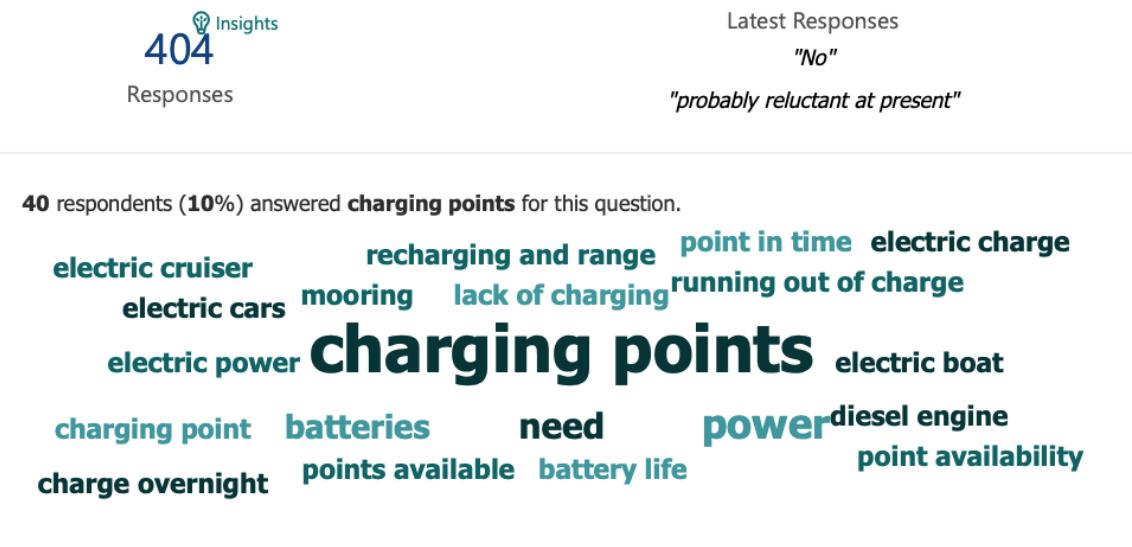 Insights
404
Responses
Latest Responses
"No"
"probably reluctant at present"
40 respondents (10%) answered charging points for this question.
point in time electric charge
electric cruiser recharging and range
electric cars mooring lack of charging running out of charge
electric power charging points electric boat
charging point batteries need power diesel engine
charge overnight points available battery life point availability